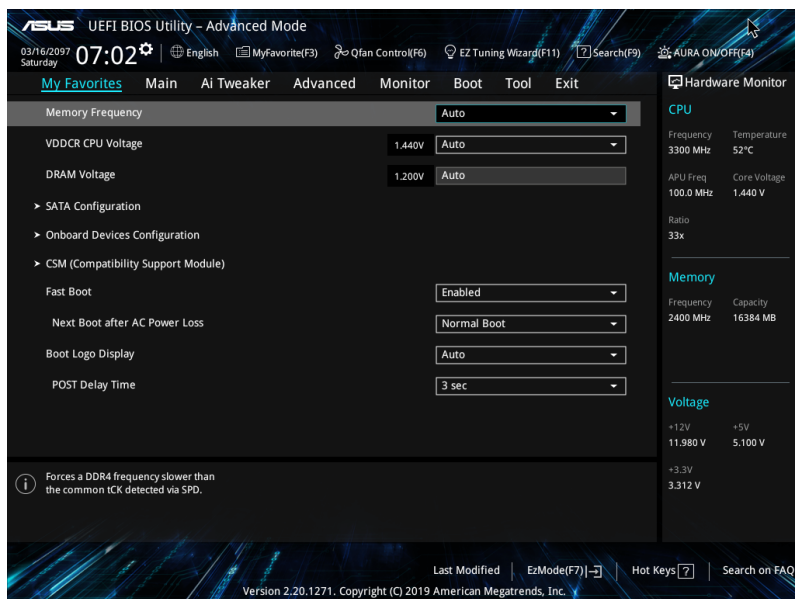 ASUS UEFI BIOS Utility – Advanced Mode
03/16/2097 Saturday 07:02 English MyFavorite(F3) Qfan Control(F6) EZ Tuning Wizard(F11) ? Search(F9) AURA ON/OFF(F4)
My Favorites Main Ai Tweaker Advanced Monitor Boot Tool Exit Hardware Monitor
Memory Frequency Auto
VDDCR CPU Voltage 1.440V Auto
DRAM Voltage 1.200V Auto
> SATA Configuration
> Onboard Devices Configuration
> CSM (Compatibility Support Module)
Fast Boot Enabled
Next Boot after AC Power Loss Normal Boot
Boot Logo Display Auto
POST Delay Time 3 sec
CPU
Frequency Temperature
3300 MHz 52°C
APU Freq Core Voltage
100.0 MHz 1.440 V
Ratio
33x
Memory
Frequency Capacity
2400 MHz 16384 MB
Voltage
+12V +5V
11.980 V 5.100 V
+3.3V
3.312 V
i Forces a DDR4 frequency slower than
the common tCK detected via SPD.
Last Modified EzMode(F7) Hot Keys ? Search on FAQ
Version 2.20.1271. Copyright (C) 2019 American Megatrends, Inc.